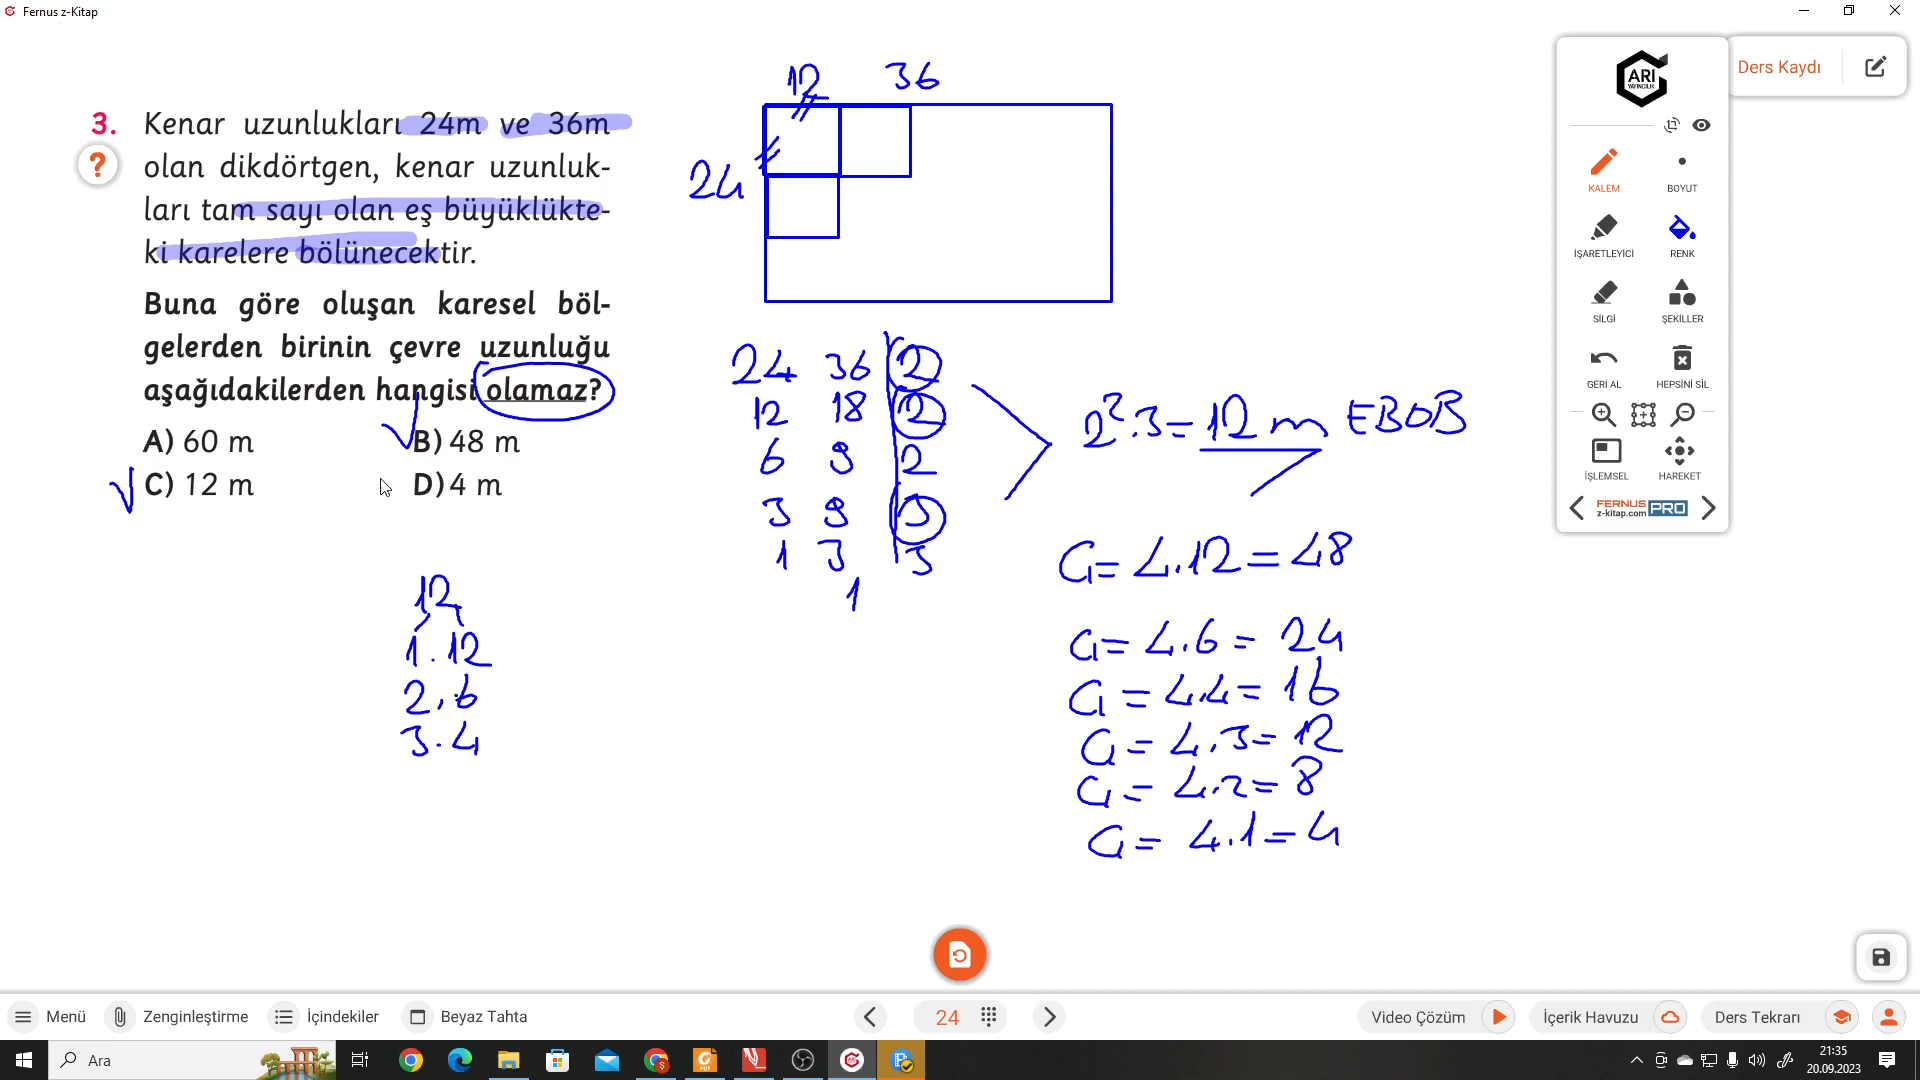 Fernus z-Kitap
3. Kenar uzunlukları 24m ve 36m
olan dikdörtgen, kenar uzunluk-
ları tam sayı olan eş büyüklükte-
ki karelere bölünecektir.
?
Buna göre oluşan karesel böl-
gelerden birinin çevre uzunluğu
aşağıdakilerden hangisi olamaz?
A) 60 m B) 48 m
C) 12 m D) 4 m
12
1.12
2.6
3.4
12 36
24
24 36 2
12 18 2
6 9 2
3 9 3
1 3 3
1
2².3=12 m EBOB
Ç= 4.12=48
Ç= 4.6= 24
Ç= 4.4= 16
Ç= 4.3= 12
Ç= 4.2= 8
Ç= 4.1=4
ARI
YAYINCILIK
Ders Kaydı
KALEM BOYUT
İŞARETLEYİCİ RENK
SİLGİ ŞEKİLLER
GERİ AL HEPSİNİ SİL
İŞLEMSEL HAREKET
FERNUS
z-kitap.com PRO
Menü Zenginleştirme İçindekiler Beyaz Tahta 24 Video Çözüm İçerik Havuzu Ders Tekrarı
Ara
21:35
20.09.2023